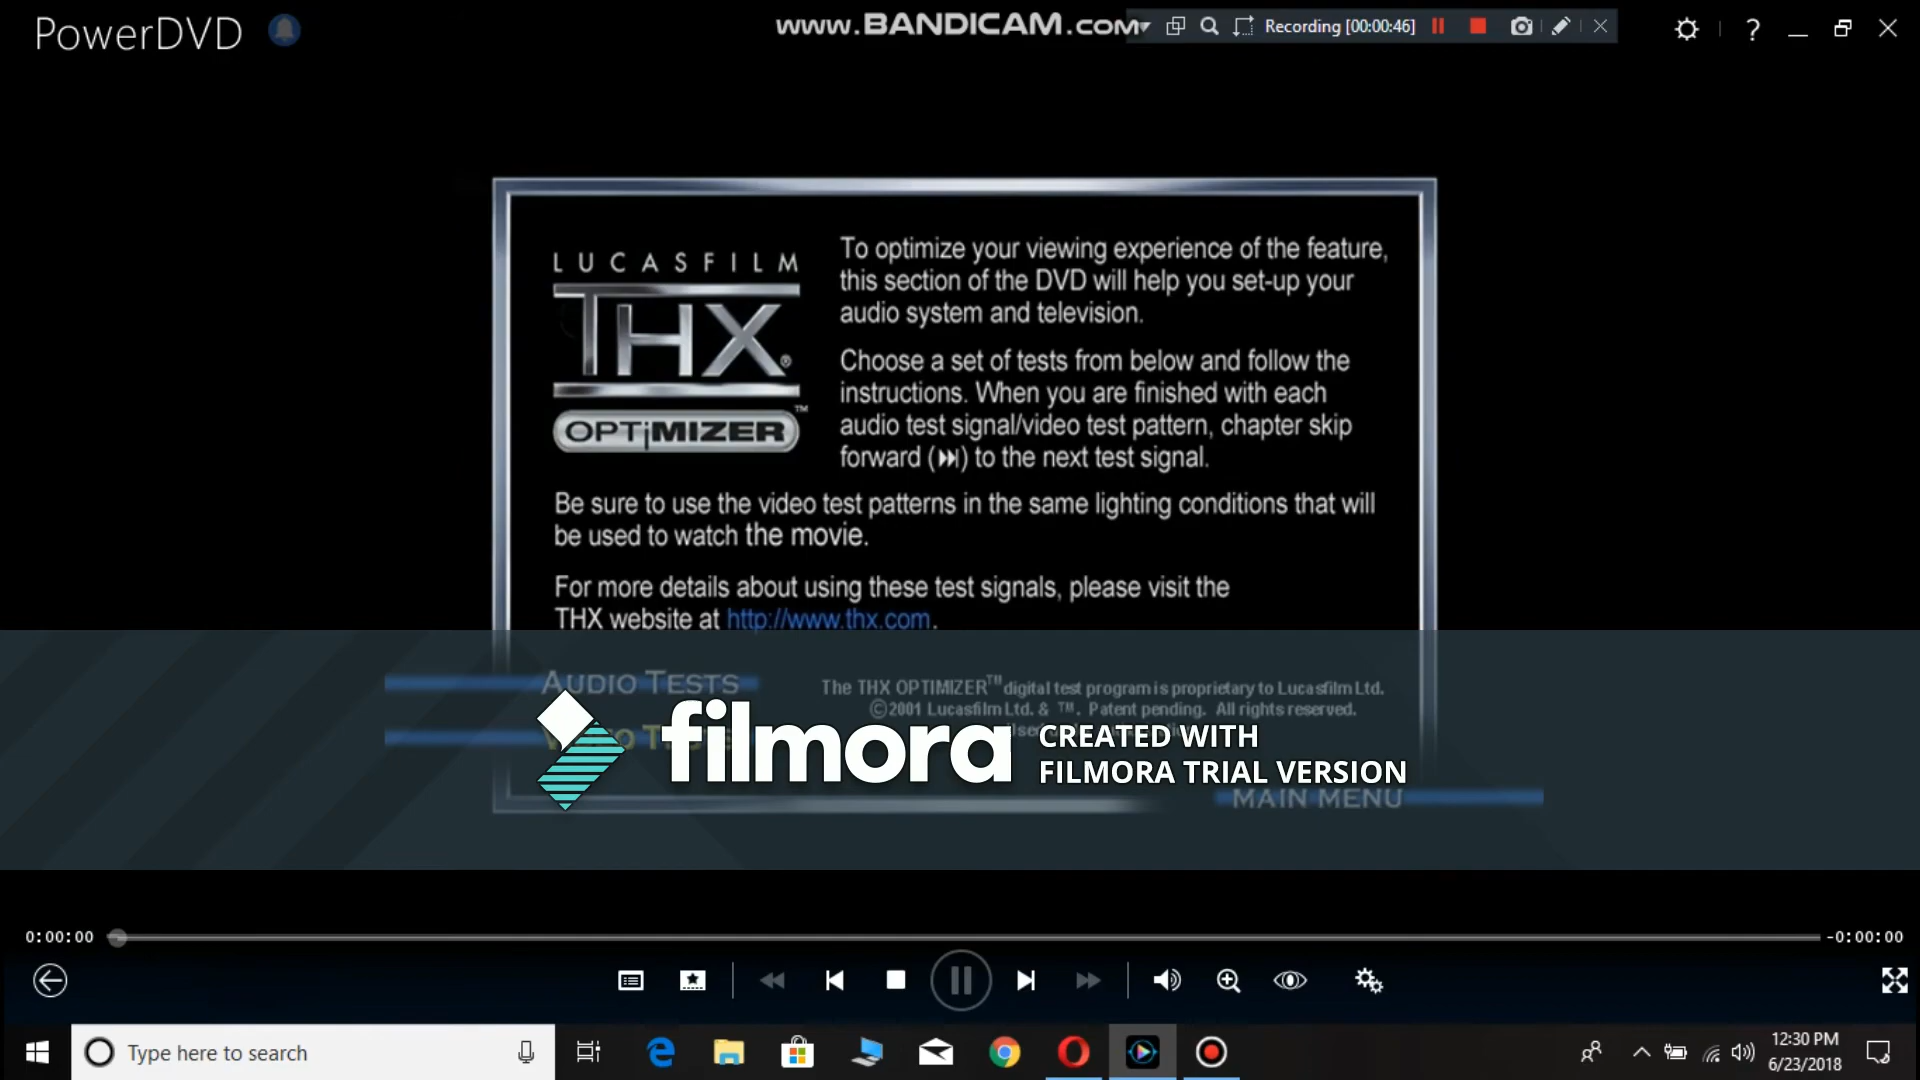 PowerDVD
www.BANDICAM.com
Recording [00:00:46]
LUCASFILM
THX
OPTiMIZER™
To optimize your viewing experience of the feature,
this section of the DVD will help you set-up your
audio system and television.
Choose a set of tests from below and follow the
instructions. When you are finished with each
audio test signal/video test pattern, chapter skip
forward (⏭) to the next test signal.
Be sure to use the video test patterns in the same lighting conditions that will
be used to watch the movie.
For more details about using these test signals, please visit the
THX website at http://www.thx.com.
AUDIO TESTS
The THX OPTIMIZER™ digital test program is proprietary to Lucasfilm Ltd.
©2001 Lucasfilm Ltd. & ™. Patent pending. All rights reserved.
filmora
CREATED WITH
FILMORA TRIAL VERSION
MAIN MENU
0:00:00
-0:00:00
Type here to search
12:30 PM
6/23/2018